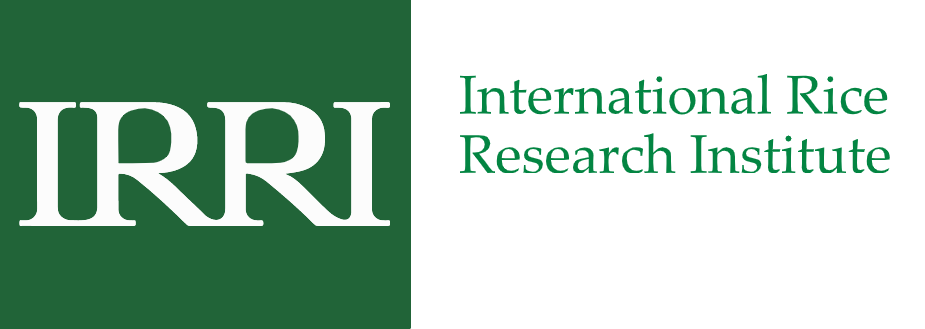 IRRI
International Rice
Research Institute